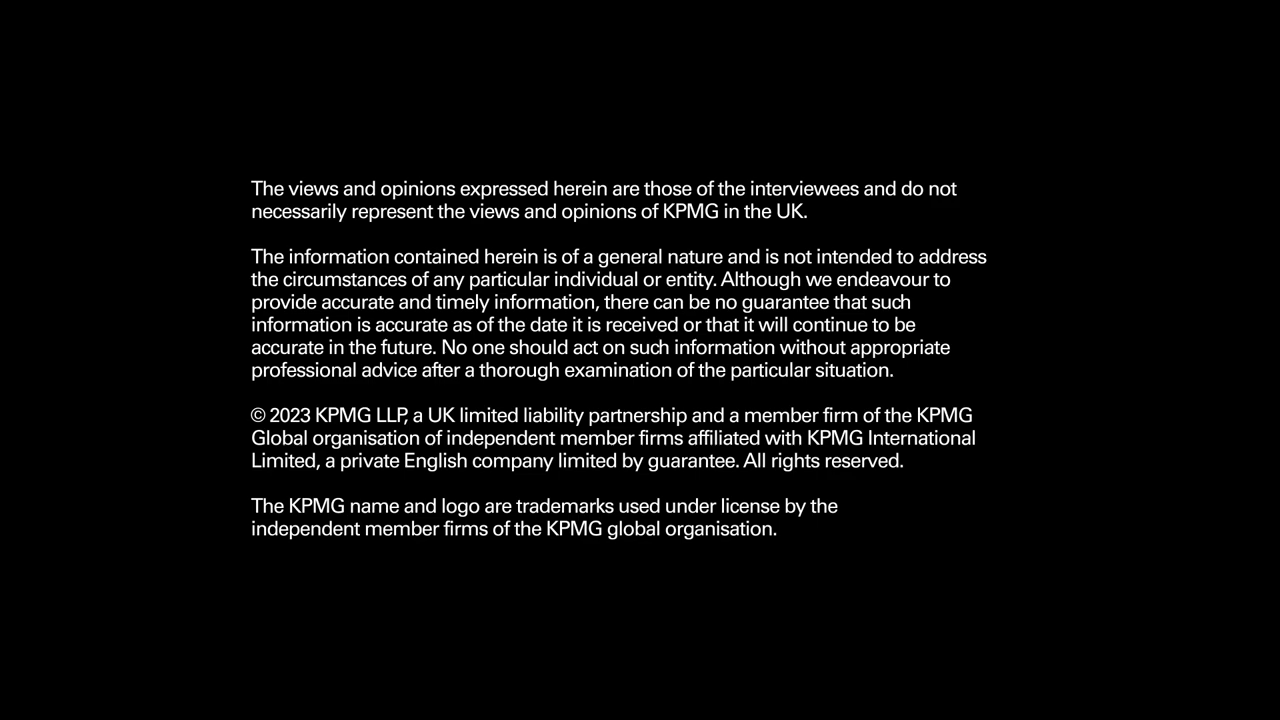 The views and opinions expressed herein are those of the interviewees and do not
necessarily represent the views and opinions of KPMG in the UK.
The information contained herein is of a general nature and is not intended to address
the circumstances of any particular individual or entity. Although we endeavour to
provide accurate and timely information, there can be no guarantee that such
information is accurate as of the date it is received or that it will continue to be
accurate in the future. No one should act on such information without appropriate
professional advice after a thorough examination of the particular situation.
© 2023 KPMG LLP, a UK limited liability partnership and a member firm of the KPMG
Global organisation of independent member firms affiliated with KPMG International
Limited, a private English company limited by guarantee. All rights reserved.
The KPMG name and logo are trademarks used under license by the
independent member firms of the KPMG global organisation.